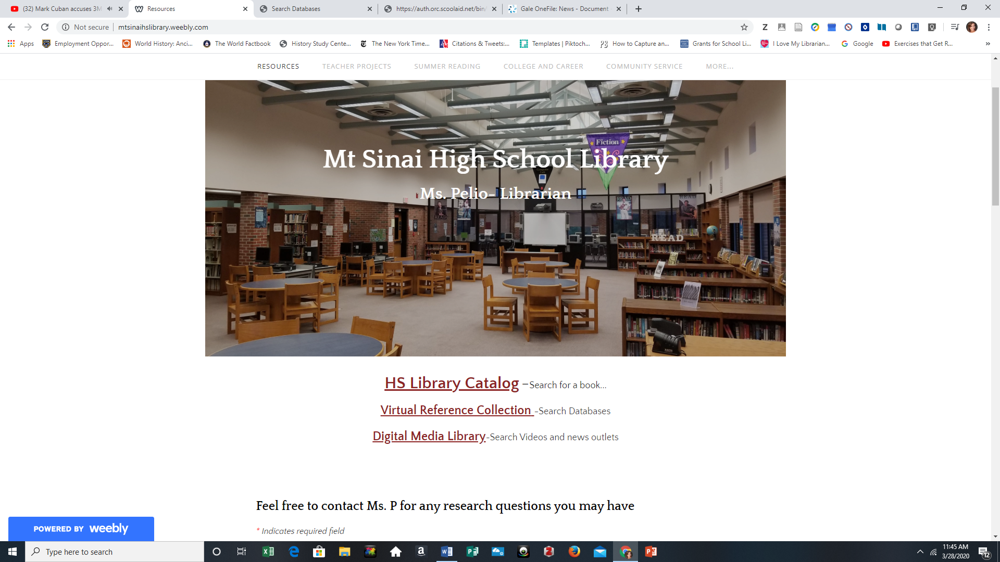 (32) Mark Cuban accuses 3M
Resources
Search Databases
https://auth.orc.scoolaid.net/bin/
Gale OneFile: News - Document
Not secure
mtsinaihslibrary.weebly.com
Apps
Employment Oppor...
World History: Anci...
The World Factbook
History Study Cente...
The New York Time...
Citations & Tweets:...
Templates | Piktoch...
How to Capture an...
Grants for School Li...
I Love My Librarian...
Google
Exercises that Get R...
RESOURCES
TEACHER PROJECTS
SUMMER READING
COLLEGE AND CAREER
COMMUNITY SERVICE
MORE...
Fiction
Mt Sinai High School Library
Ms. Pelio- Librarian
READ
READ
READ
READ
HS Library Catalog –Search for a book...
Virtual Reference Collection -Search Databases
Digital Media Library-Search Videos and news outlets
Feel free to contact Ms. P for any research questions you may have
* Indicates required field
POWERED BY weebly
Type here to search
11:45 AM
3/28/2020
12